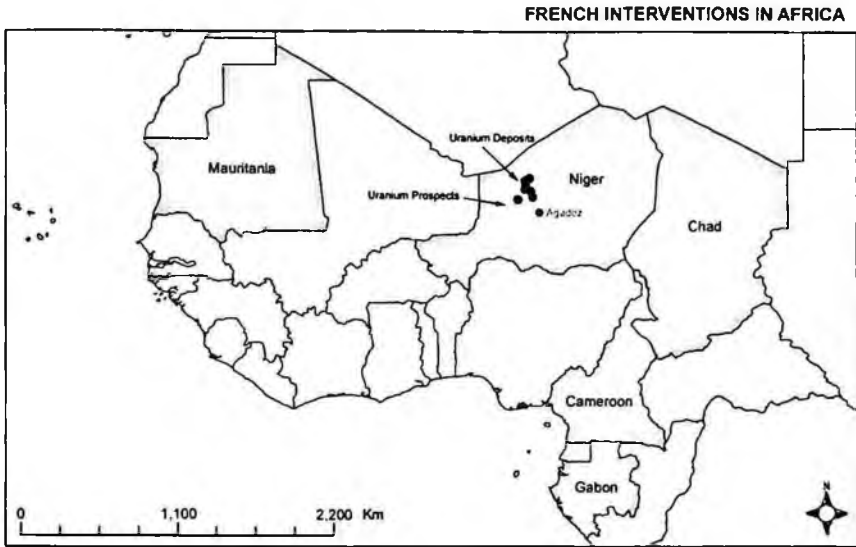 FRENCH INTERVENTIONS IN AFRICA
Uranium Deposits
Mauritania
Niger
Uranium Prospects
Agadez
Chad
Cameroon
Gabon
N
0 1,100 2,200 Km